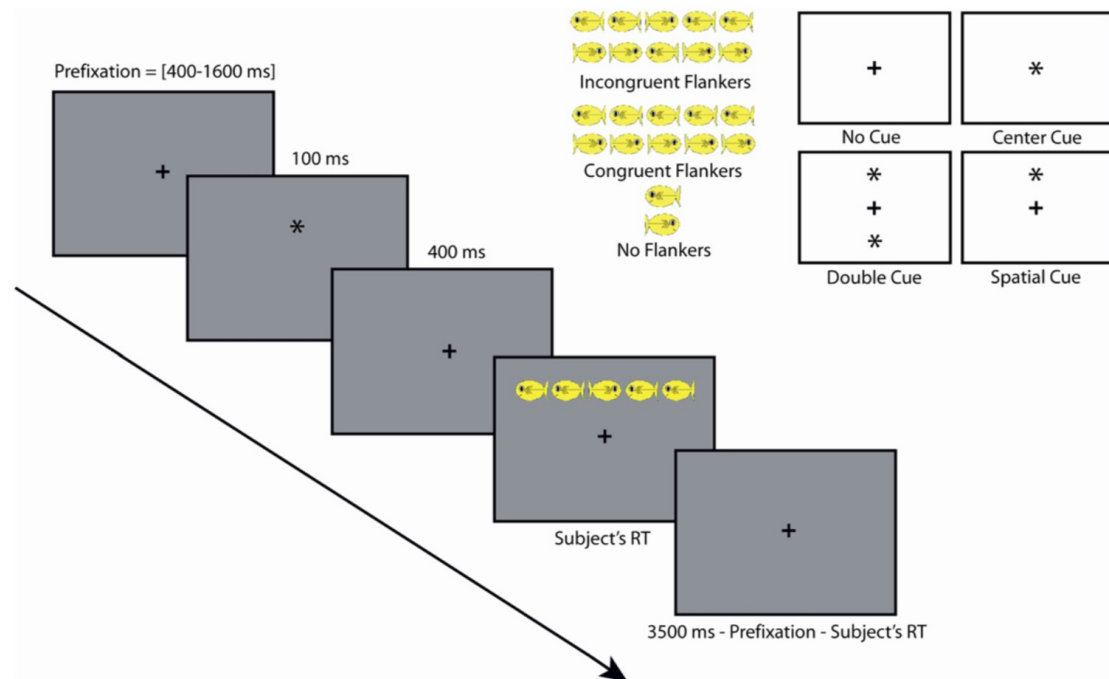 Prefixation = [400-1600 ms]
+
100 ms
*
400 ms
+
+
Subject's RT
+
3500 ms - Prefixation - Subject's RT
Incongruent Flankers
Congruent Flankers
No Flankers
+
No Cue
*
Center Cue
*
+
*
Double Cue
*
+
Spatial Cue